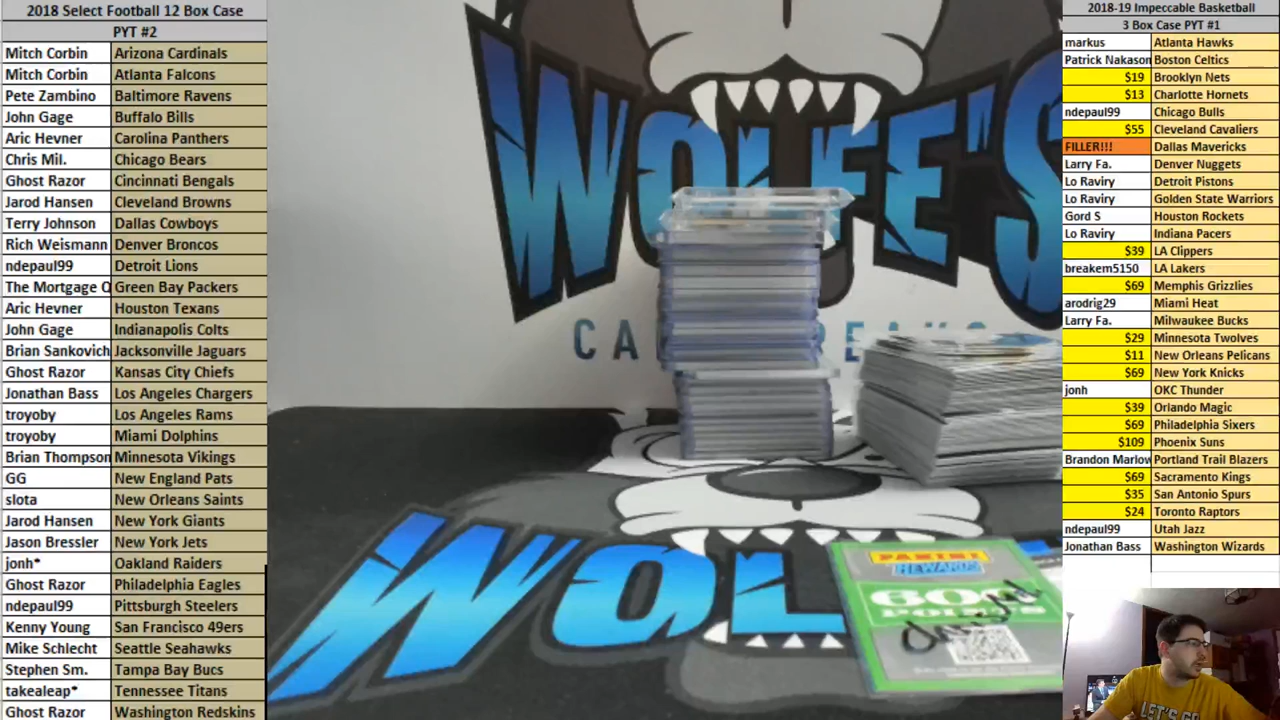 2018 Select Football 12 Box Case
PYT #2
Mitch Corbin Arizona Cardinals
Mitch Corbin Atlanta Falcons
Pete Zambino Baltimore Ravens
John Gage Buffalo Bills
Aric Hevner Carolina Panthers
Chris Mil. Chicago Bears
Ghost Razor Cincinnati Bengals
Jarod Hansen Cleveland Browns
Terry Johnson Dallas Cowboys
Rich Weismann Denver Broncos
ndepaul99 Detroit Lions
The Mortgage Q Green Bay Packers
Aric Hevner Houston Texans
John Gage Indianapolis Colts
Brian Sankovich Jacksonville Jaguars
Ghost Razor Kansas City Chiefs
Jonathan Bass Los Angeles Chargers
troyoby Los Angeles Rams
troyoby Miami Dolphins
Brian Thompson Minnesota Vikings
GG New England Pats
slota New Orleans Saints
Jarod Hansen New York Giants
Jason Bressler New York Jets
jonh* Oakland Raiders
Ghost Razor Philadelphia Eagles
ndepaul99 Pittsburgh Steelers
Kenny Young San Francisco 49ers
Mike Schlecht Seattle Seahawks
Stephen Sm. Tampa Bay Bucs
takealeap* Tennessee Titans
Ghost Razor Washington Redskins
WOLFE'S
CA
WOL
PANINI
REWARDS
600
POINTS
LET'S GO
2018-19 Impeccable Basketball
3 Box Case PYT #1
markus Atlanta Hawks
Patrick Nakason Boston Celtics
$19 Brooklyn Nets
$13 Charlotte Hornets
ndepaul99 Chicago Bulls
$55 Cleveland Cavaliers
FILLER!!! Dallas Mavericks
Larry Fa. Denver Nuggets
Lo Raviry Detroit Pistons
Lo Raviry Golden State Warriors
Gord S Houston Rockets
Lo Raviry Indiana Pacers
$39 LA Clippers
breakem5150 LA Lakers
$69 Memphis Grizzlies
arodrig29 Miami Heat
Larry Fa. Milwaukee Bucks
$29 Minnesota Twolves
$11 New Orleans Pelicans
$69 New York Knicks
jonh OKC Thunder
$39 Orlando Magic
$69 Philadelphia Sixers
$109 Phoenix Suns
Brandon Marlow Portland Trail Blazers
$69 Sacramento Kings
$35 San Antonio Spurs
$24 Toronto Raptors
ndepaul99 Utah Jazz
Jonathan Bass Washington Wizards